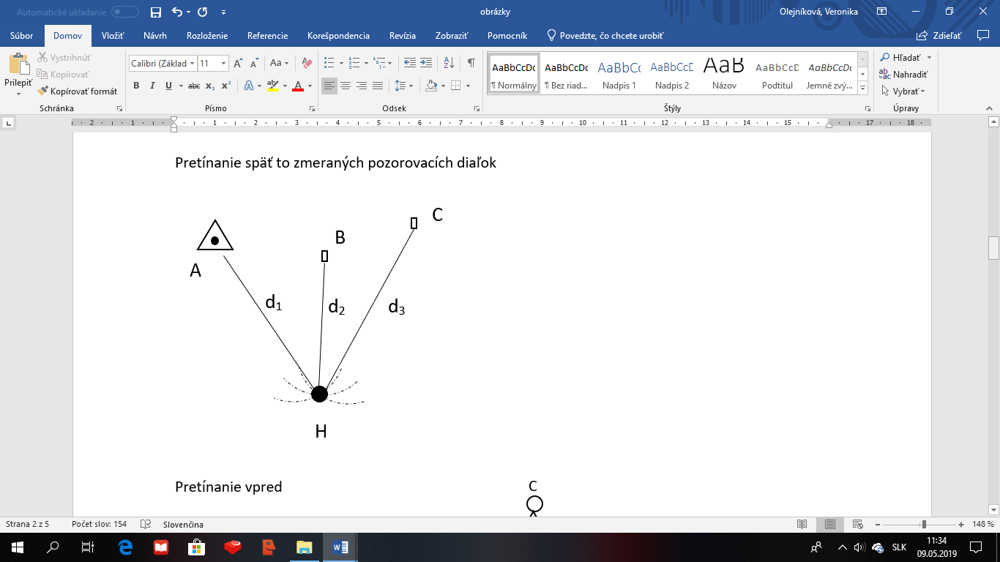 Automatické ukladanie
obrázky
Olejníková, Veronika
Súbor Domov Vložiť Návrh Rozloženie Referencie Korešpondencia Revízia Zobraziť Pomocník Povedzte, čo chcete urobiť Zdieľať
Prilepiť
Vystrihnúť
Kopírovať
Kopírovať formát
Schránka
Calibri (Základ 11
Aa
B I U abc x₂ x² A ab A
Písmo
Odsek
AaBbCcDc AaBbCcDc AaBbCc AaBbCcD AaB AaBbCcD AaBbCcDc
¶ Normálny ¶ Bez riad... Nadpis 1 Nadpis 2 Názov Podtitul Jemné zvý...
Štýly
Hľadať
Nahradiť
Vybrať
Úpravy
2 1 1 2 3 4 5 6 7 8 9 10 11 12 13 14 15 17 18
Pretínanie späť to zmeraných pozorovacích diaľok
C
B
A
d₁ d₂ d₃
H
Pretínanie vpred
C
Strana 2 z 5 Počet slov: 154 Slovenčina 148 %
SLK
11:34
09.05.2019